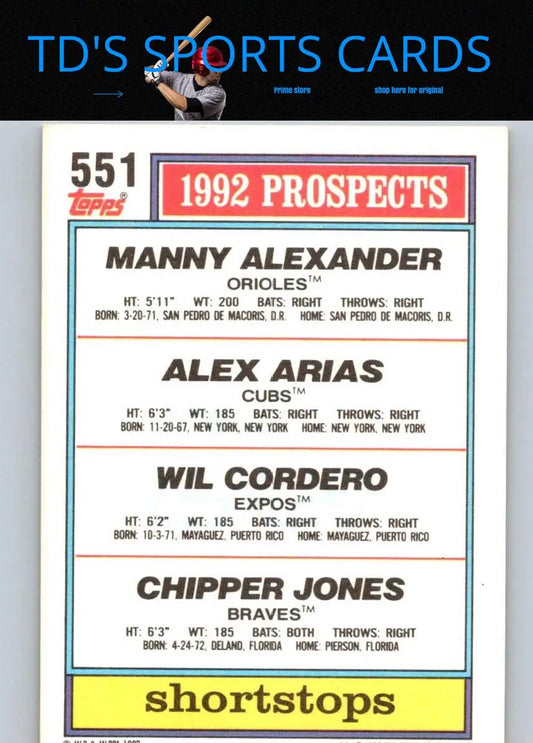 TD'S SPORTS CARDS
Prime store
shop here for original
551
Topps®
1992 PROSPECTS
MANNY ALEXANDER
ORIOLES™
HT: 5'11" WT: 200 BATS: RIGHT THROWS: RIGHT
BORN: 3-20-71, SAN PEDRO DE MACORIS, D.R. HOME: SAN PEDRO DE MACORIS, D.R.
ALEX ARIAS
CUBS™
HT: 6'3" WT: 185 BATS: RIGHT THROWS: RIGHT
BORN: 11-20-67, NEW YORK, NEW YORK HOME: NEW YORK, NEW YORK
WIL CORDERO
EXPOS™
HT: 6'2" WT: 185 BATS: RIGHT THROWS: RIGHT
BORN: 10-3-71, MAYAGUEZ, PUERTO RICO HOME: MAYAGUEZ, PUERTO RICO
CHIPPER JONES
BRAVES™
HT: 6'3" WT: 185 BATS: BOTH THROWS: RIGHT
BORN: 4-24-72, DELAND, FLORIDA HOME: PIERSON, FLORIDA
shortstops